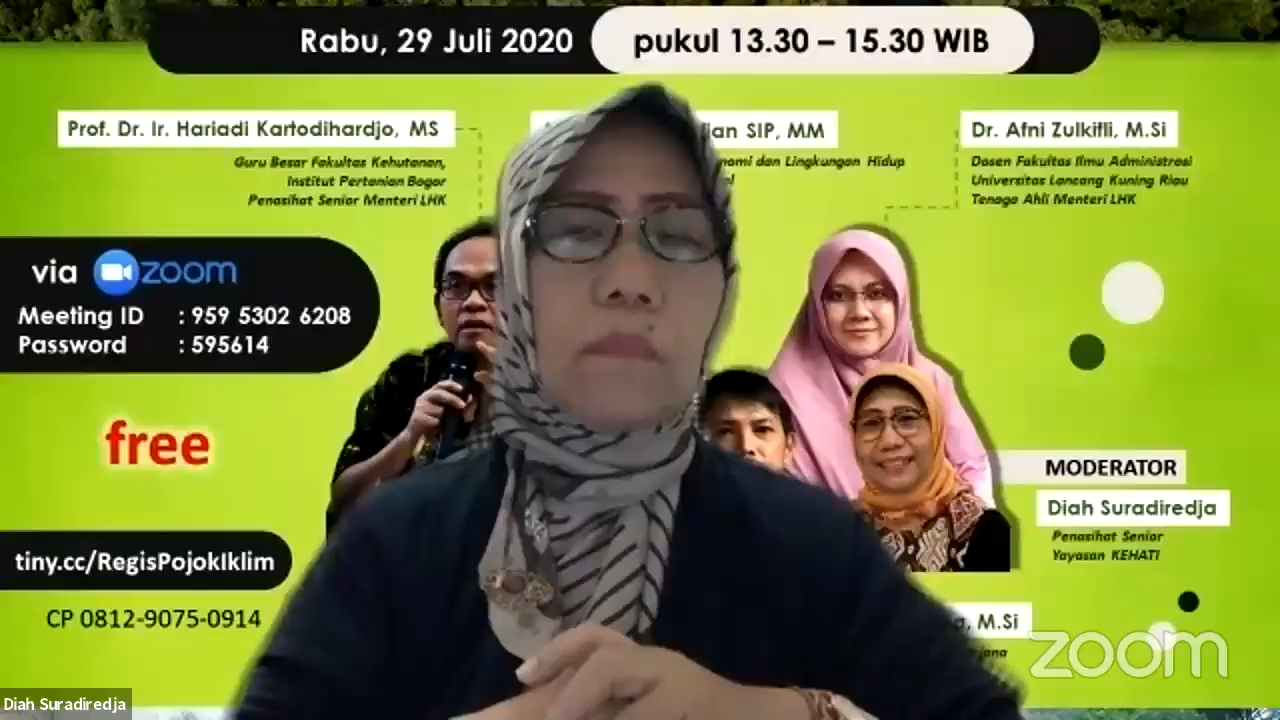 Rabu, 29 Juli 2020
pukul 13.30 – 15.30 WIB
Prof. Dr. Ir. Hariadi Kartodihardjo, MS
Guru Besar Fakultas Kehutanan,
Institut Pertanian Bogor
Penasihat Senior Menteri LHK
SIP, MM
dan Lingkungan Hidup
Dr. Afni Zulkifli, M.Si
Dosen Fakultas Ilmu Administrasi
Universitas Lancang Kuning Riau
Tenaga Ahli Menteri LHK
via zoom
Meeting ID : 959 5302 6208
Password : 595614
free
MODERATOR
Diah Suradiredja
Penasihat Senior
Yayasan KEHATI
tiny.cc/RegisPojokIklim
CP 0812-9075-0914
M.Si
zoom
Diah Suradiredja